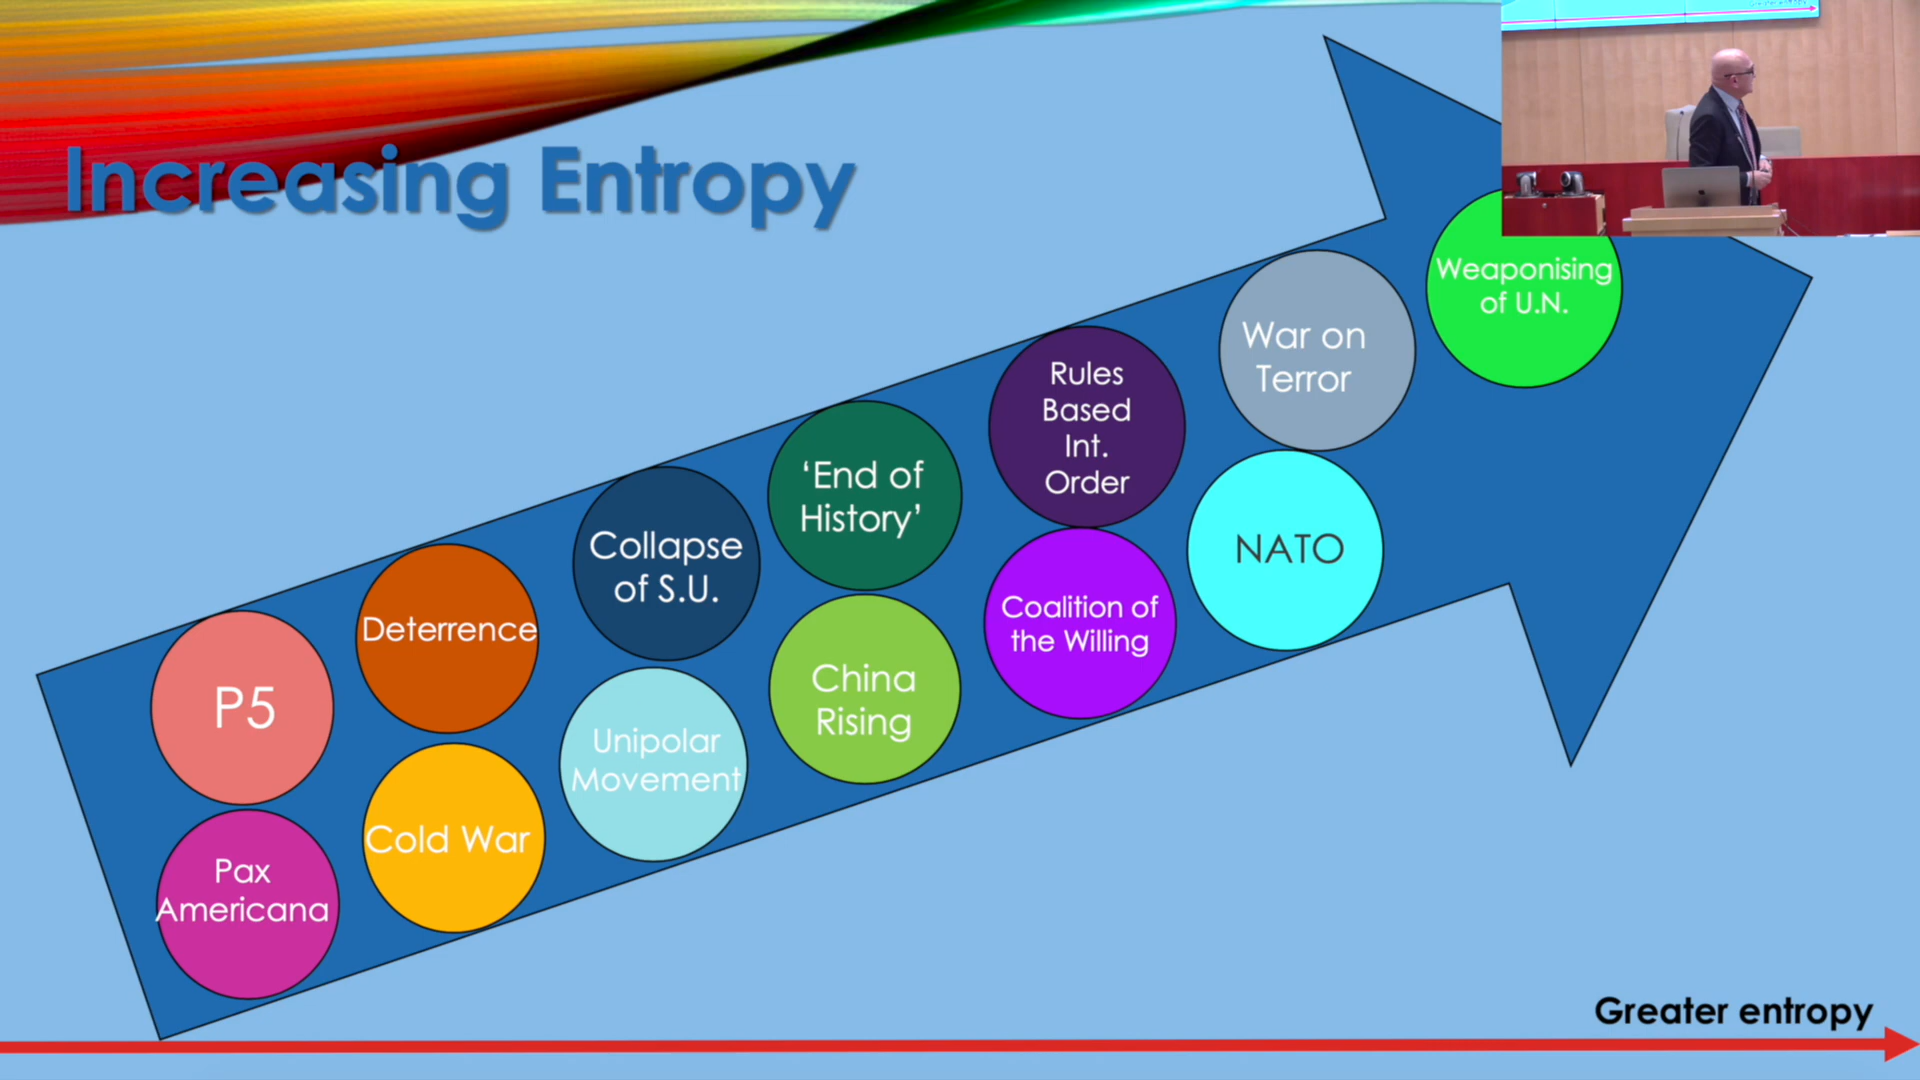 Increasing Entropy
P5
Pax
Americana
Deterrence
Cold War
Collapse
of S.U.
Unipolar
Movement
‘End of
History’
China
Rising
Rules
Based
Int.
Order
Coalition of
the Willing
War on
Terror
NATO
Weaponising
of U.N.
Greater entropy